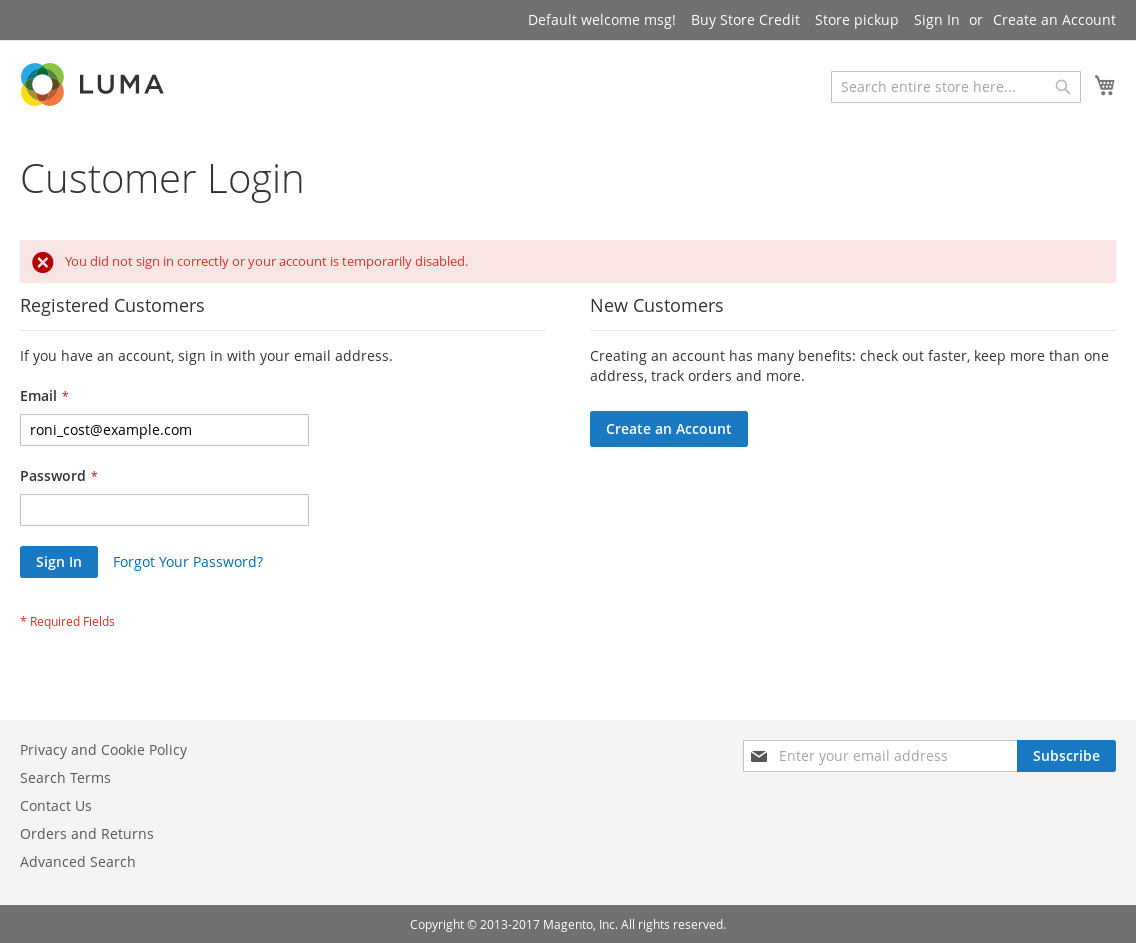 Default welcome msg! Buy Store Credit Store pickup Sign In or Create an Account
LUMA
Search entire store here...
Customer Login
You did not sign in correctly or your account is temporarily disabled.
Registered Customers
If you have an account, sign in with your email address.
Email *
roni_cost@example.com
Password *
Sign In Forgot Your Password?
* Required Fields
New Customers
Creating an account has many benefits: check out faster, keep more than one
address, track orders and more.
Create an Account
Privacy and Cookie Policy
Search Terms
Contact Us
Orders and Returns
Advanced Search
Enter your email address Subscribe
Copyright © 2013-2017 Magento, Inc. All rights reserved.